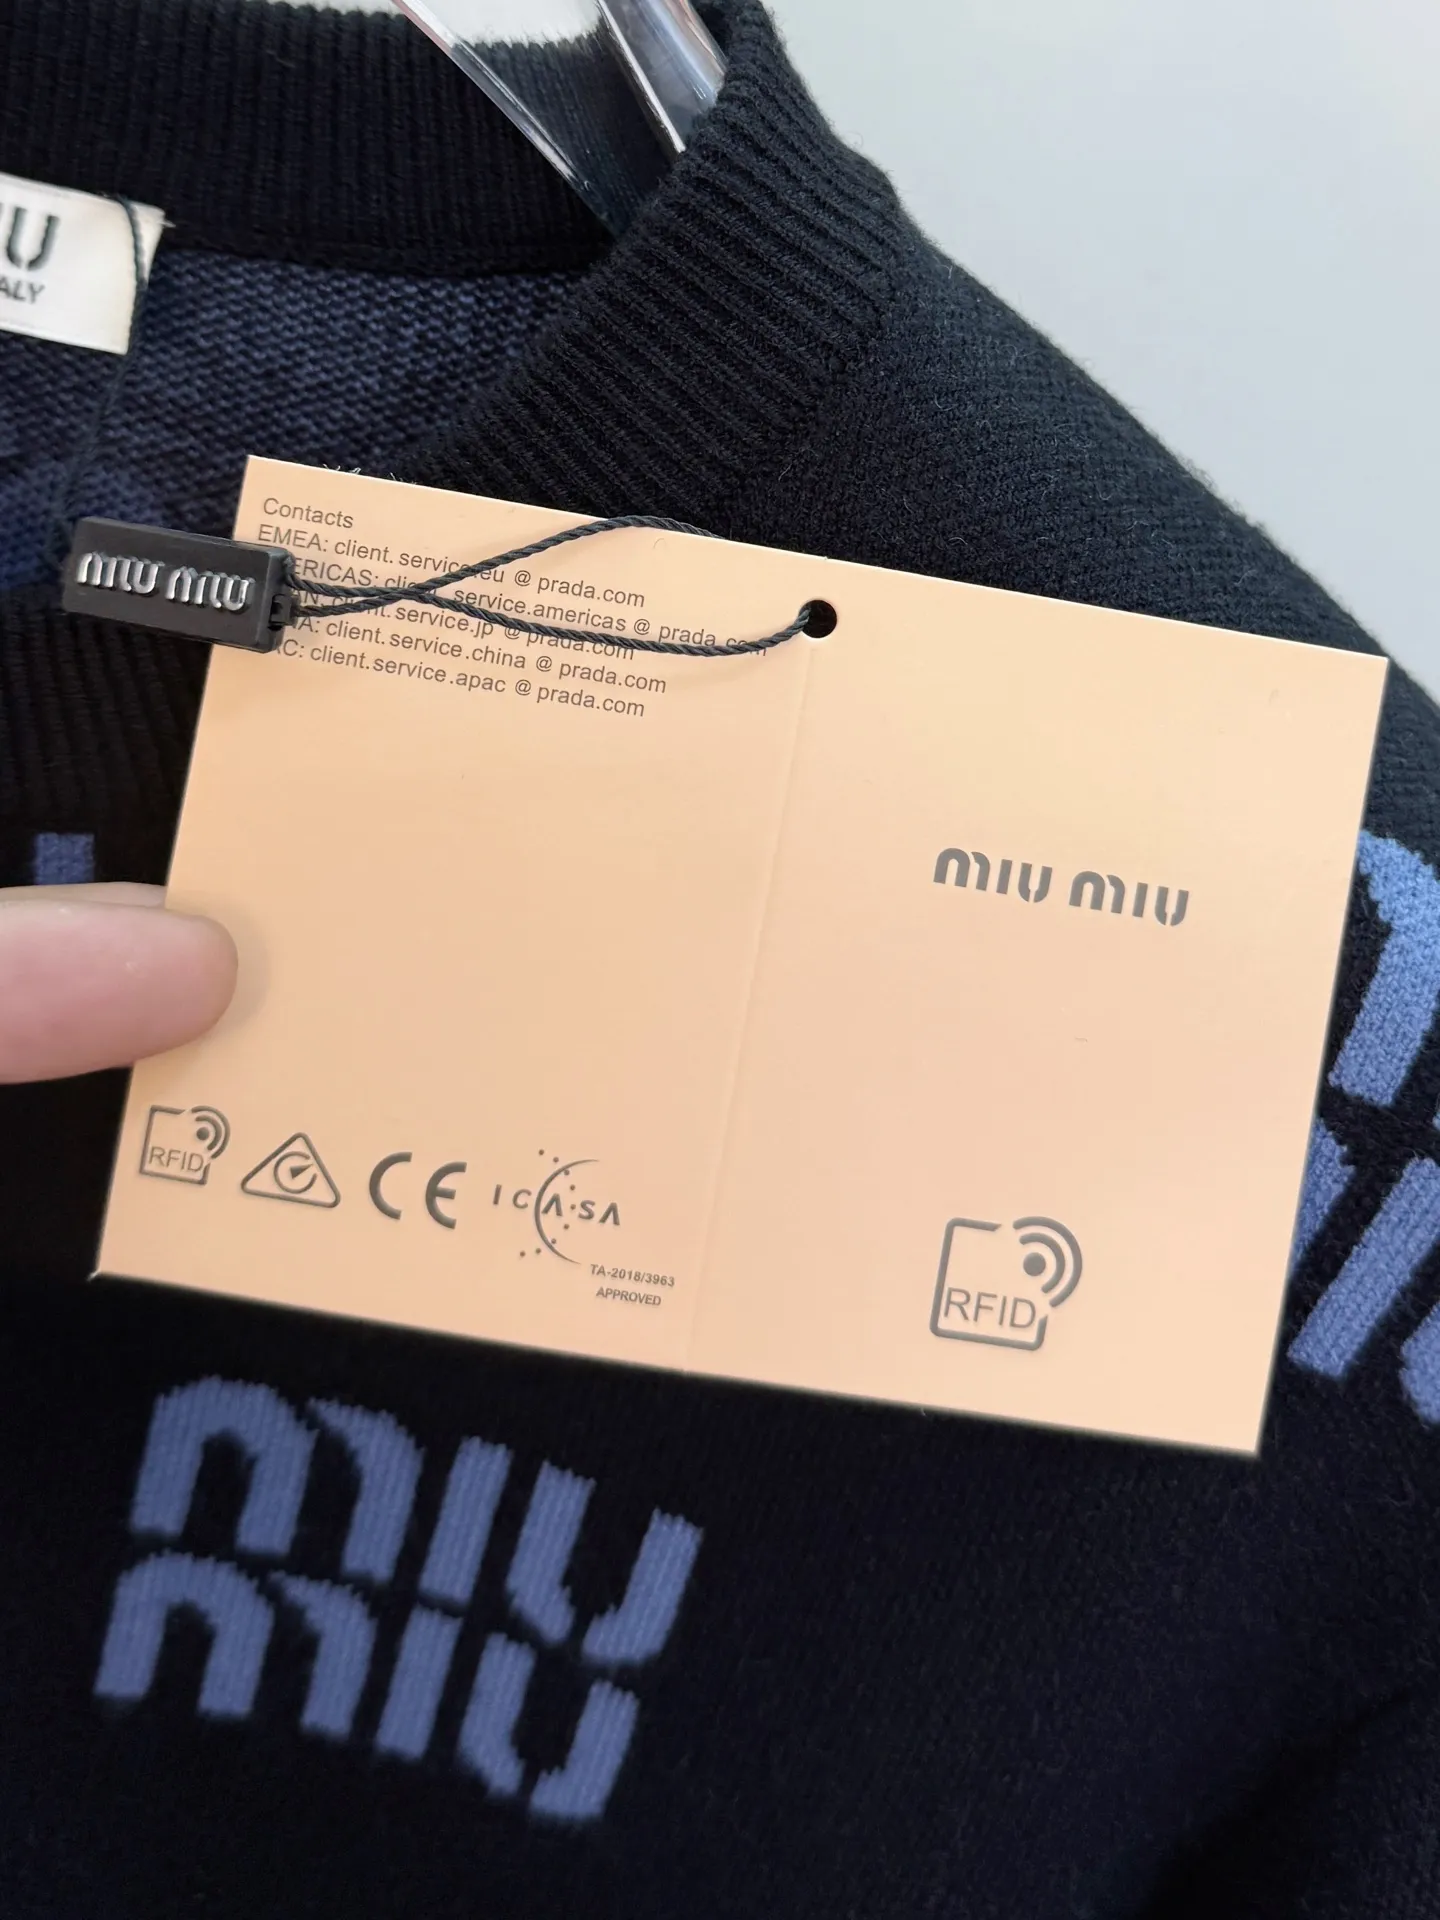 MIU MIU
Contacts
EMEA: client.service.eu @ prada.com
client.service.americas @ prada.com
client.service.jp @ prada.com
client.service.china @ prada.com
client.service.apac @ prada.com
MIU MIU
RFID
CE
ICASA
TA-2018/3963
APPROVED
RFID
MIU
MIU